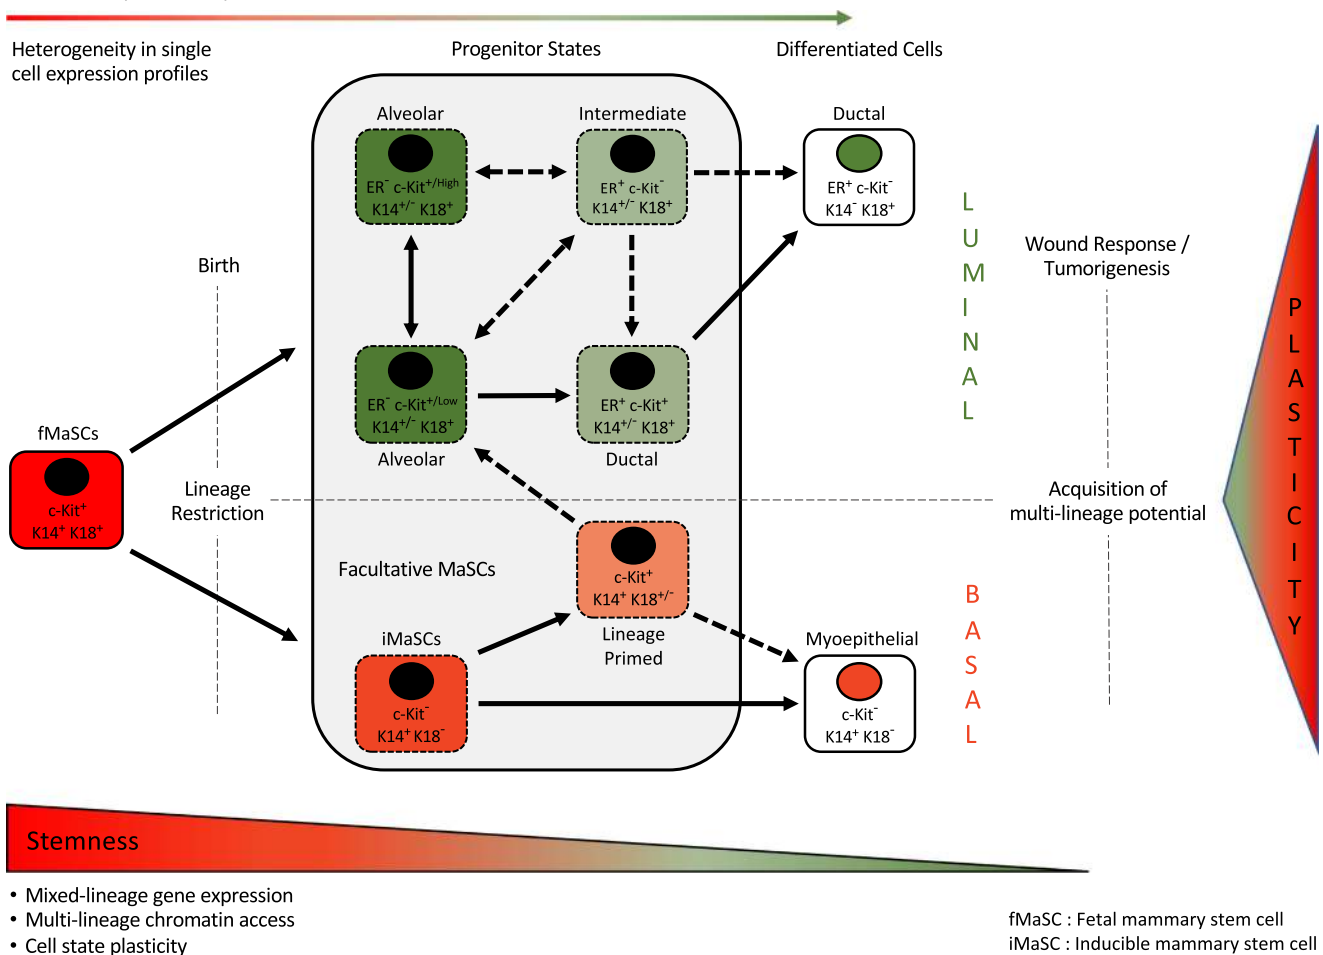 Heterogeneity in single
cell expression profiles
Progenitor States
Differentiated Cells
Alveolar
ER⁻ c-Kit⁺/ᴴⁱᵍʰ
K14⁺/⁻ K18⁺
Intermediate
ER⁺ c-Kit⁻
K14⁺/⁻ K18⁺
Ductal
ER⁺ c-Kit⁻
K14⁻ K18⁺
Birth
ER⁻ c-Kit⁺/ᴸᵒʷ
K14⁺/⁻ K18⁺
Alveolar
ER⁺ c-Kit⁺
K14⁺/⁻ K18⁺
Ductal
LUMINAL
Wound Response /
Tumorigenesis
fMaSCs
c-Kit⁺
K14⁺ K18⁺
Lineage
Restriction
Acquisition of
multi-lineage potential
PLASTICITY
Facultative MaSCs
c-Kit⁺
K14⁺ K18⁺/⁻
Lineage
Primed
iMaSCs
c-Kit⁻
K14⁺ K18⁻
Myoepithelial
c-Kit⁻
K14⁺ K18⁻
BASAL
Stemness
• Mixed-lineage gene expression
• Multi-lineage chromatin access
• Cell state plasticity
fMaSC : Fetal mammary stem cell
iMaSC : Inducible mammary stem cell